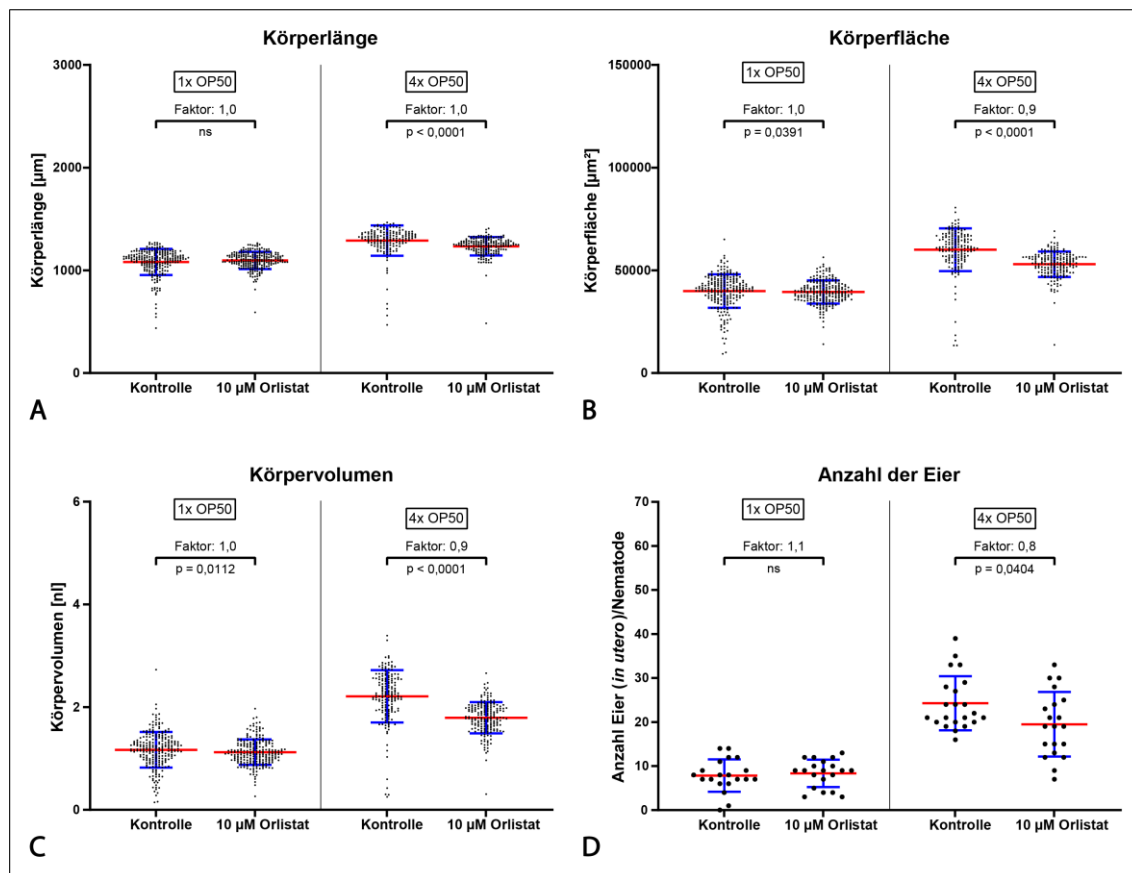 Körperlänge
3000
2000
1000
0
Körperlänge [µm]
1x OP50
Faktor: 1,0
ns
4x OP50
Faktor: 1,0
p < 0,0001
Kontrolle 10 µM Orlistat Kontrolle 10 µM Orlistat
A
Körperfläche
150000
100000
50000
0
Körperfläche [µm²]
1x OP50
Faktor: 1,0
p = 0,0391
4x OP50
Faktor: 0,9
p < 0,0001
Kontrolle 10 µM Orlistat Kontrolle 10 µM Orlistat
B
Körpervolumen
6
4
2
0
Körpervolumen [nl]
1x OP50
Faktor: 1,0
p = 0,0112
4x OP50
Faktor: 0,9
p < 0,0001
Kontrolle 10 µM Orlistat Kontrolle 10 µM Orlistat
C
Anzahl der Eier
70
60
50
40
30
20
10
0
Anzahl Eier (in utero)/Nematode
1x OP50
Faktor: 1,1
ns
4x OP50
Faktor: 0,8
p = 0,0404
Kontrolle 10 µM Orlistat Kontrolle 10 µM Orlistat
D